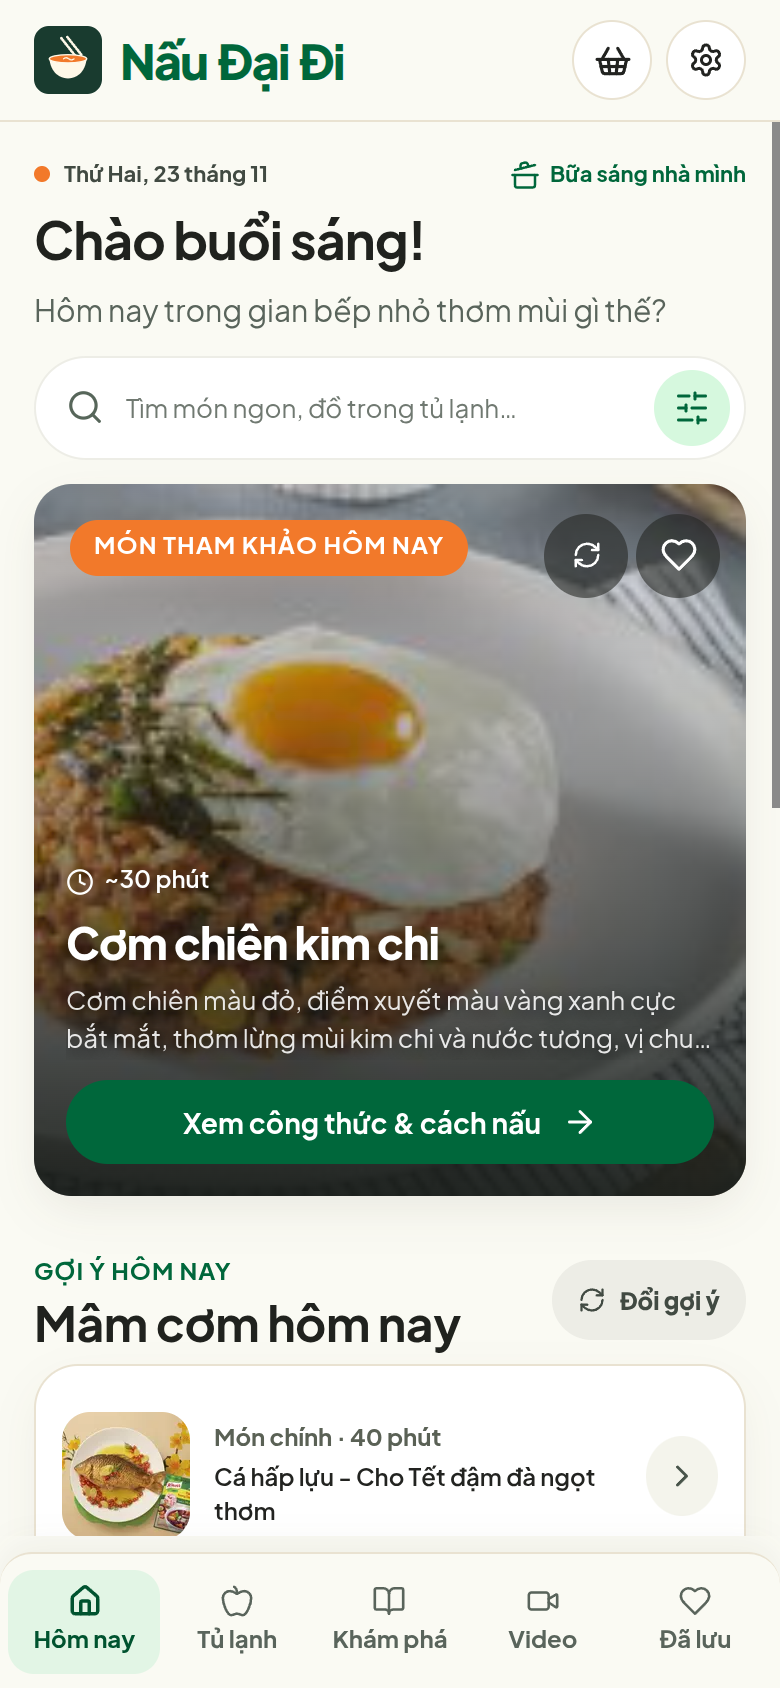 Nấu Đại Đi
Thứ Hai, 23 tháng 11
Bữa sáng nhà mình
Chào buổi sáng!
Hôm nay trong gian bếp nhỏ thơm mùi gì thế?
Tìm món ngon, đồ trong tủ lạnh...
MÓN THAM KHẢO HÔM NAY
~30 phút
Cơm chiên kim chi
Cơm chiên màu đỏ, điểm xuyết màu vàng xanh cực
bắt mắt, thơm lừng mùi kim chi và nước tương, vị chu...
Xem công thức & cách nấu
GỢI Ý HÔM NAY
Mâm cơm hôm nay
Đổi gợi ý
Món chính · 40 phút
Cá hấp lựu - Cho Tết đậm đà ngọt
thơm
Knorr
Hôm nay
Tủ lạnh
Khám phá
Video
Đã lưu